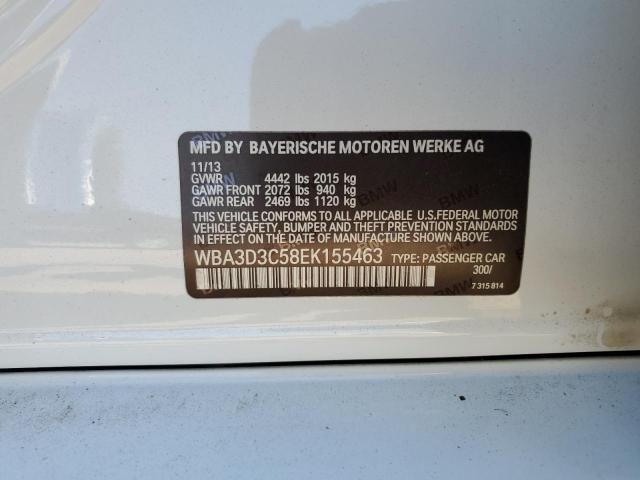 MFD BY BAYERISCHE MOTOREN WERKE AG
11/13
GVWR 4442 lbs 2015 kg
GAWR FRONT 2072 lbs 940 kg
GAWR REAR 2469 lbs 1120 kg
THIS VEHICLE CONFORMS TO ALL APPLICABLE U.S.FEDERAL MOTOR
VEHICLE SAFETY, BUMPER AND THEFT PREVENTION STANDARDS
IN EFFECT ON THE DATE OF MANUFACTURE SHOWN ABOVE.
WBA3D3C58EK155463 TYPE: PASSENGER CAR
300/
7 315 814